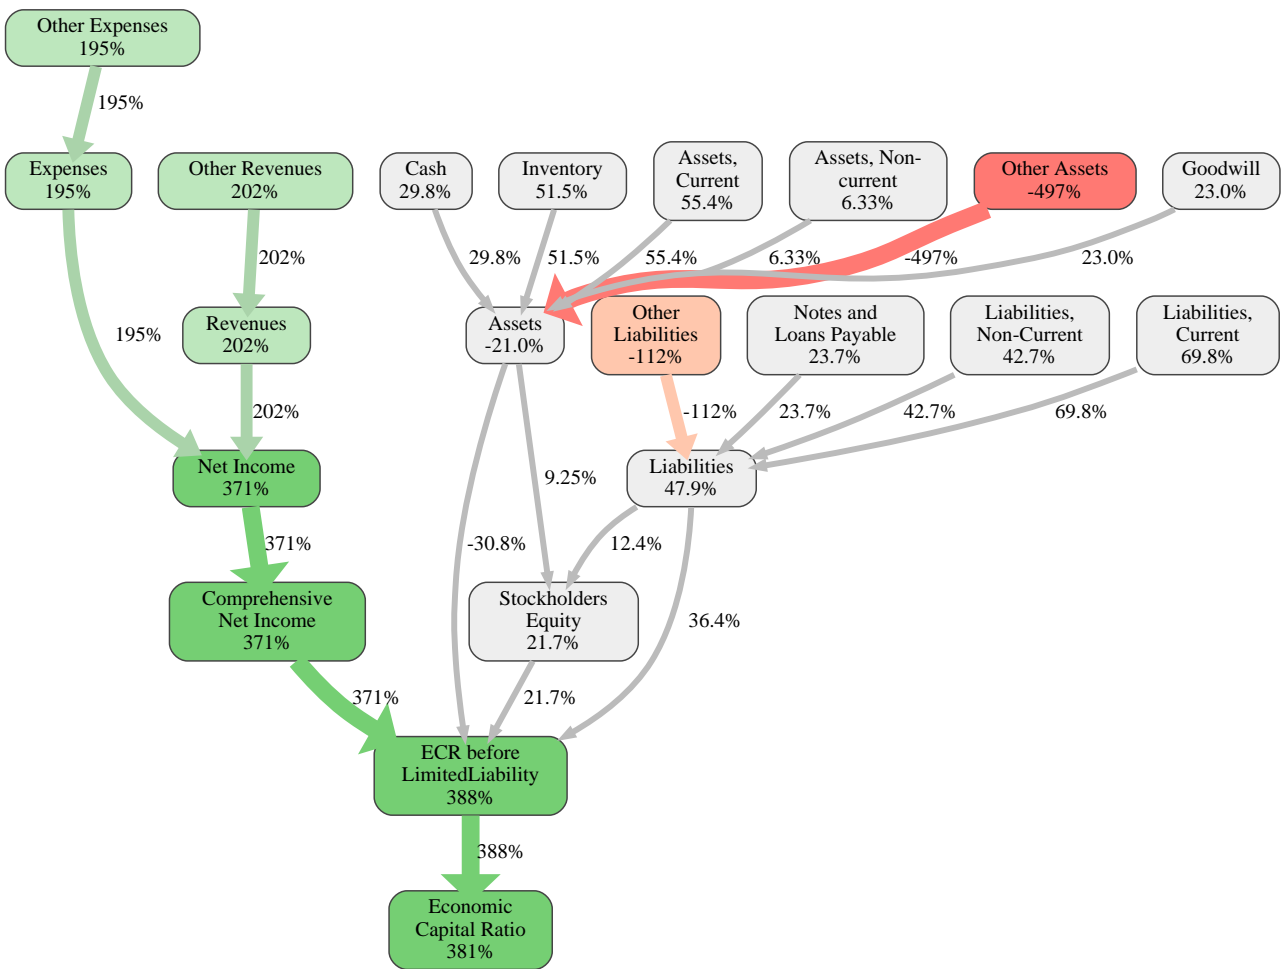 Other Expenses
195%
195%
Expenses
195%
Other Revenues
202%
Cash
29.8%
Inventory
51.5%
Assets,
Current
55.4%
Assets, Non-
current
6.33%
Other Assets
-497%
Goodwill
23.0%
202%
29.8%
51.5%
55.4%
6.33%
-497%
23.0%
195%
Revenues
202%
Assets
-21.0%
Other
Liabilities
-112%
Notes and
Loans Payable
23.7%
Liabilities,
Non-Current
42.7%
Liabilities,
Current
69.8%
202%
-112%
23.7%
42.7%
69.8%
Net Income
371%
9.25%
Liabilities
47.9%
371%
-30.8%
12.4%
Comprehensive
Net Income
371%
Stockholders
Equity
21.7%
36.4%
371%
21.7%
ECR before
LimitedLiability
388%
388%
Economic
Capital Ratio
381%